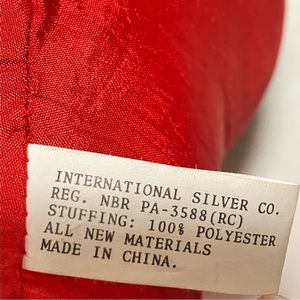 INTERNATIONAL SILVER CO.
REG. NBR PA-3588(RC)
STUFFING: 100% POLYESTER
ALL NEW MATERIALS
MADE IN CHINA.